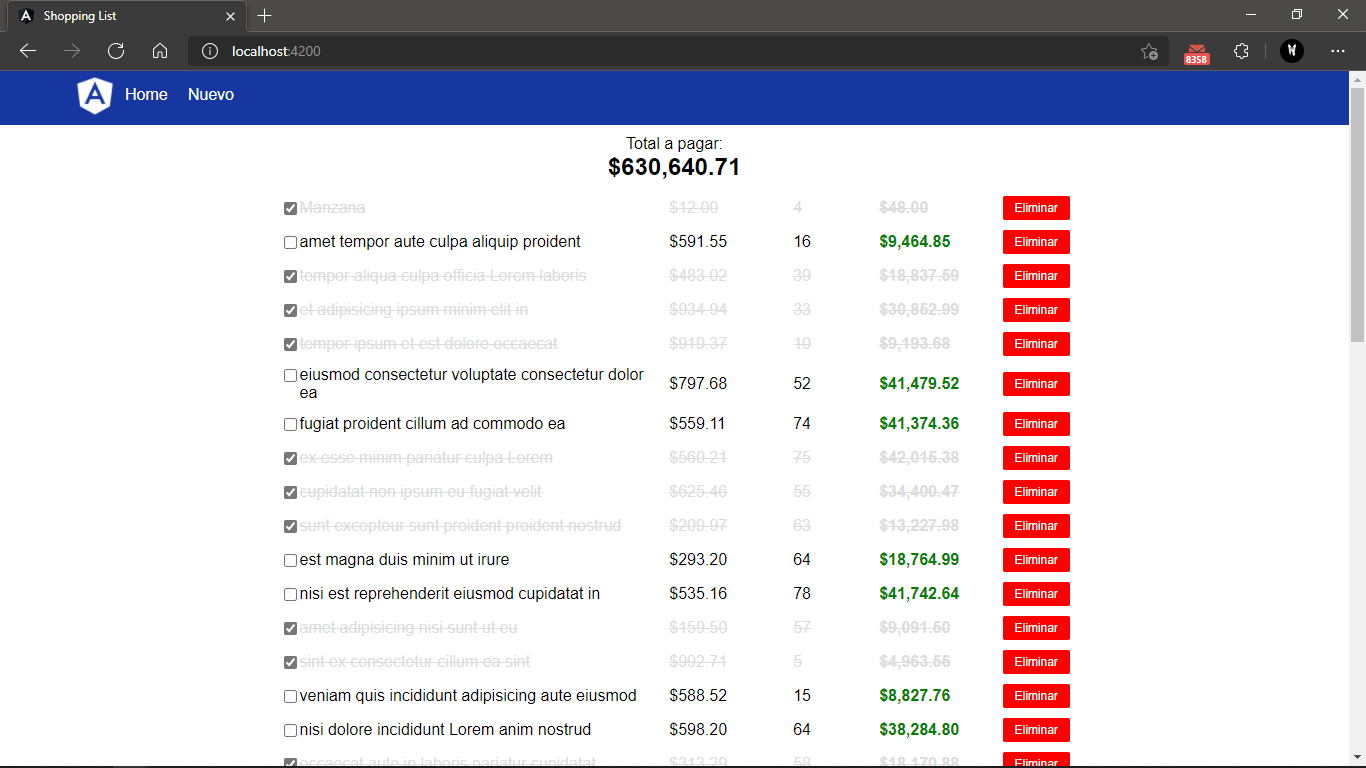 Shopping List
localhost:4200
8358
Home Nuevo
Total a pagar:
$630,640.71
Manzana $12.00 4 $48.00 Eliminar
amet tempor aute culpa aliquip proident $591.55 16 $9,464.85 Eliminar
tempor aliqua culpa officia Lorem laboris $483.02 39 $18,837.59 Eliminar
et adipisicing ipsum minim elit in $934.94 33 $30,852.99 Eliminar
tempor ipsum et est dolore occaecat $919.37 10 $9,193.68 Eliminar
eiusmod consectetur voluptate consectetur dolor
ea $797.68 52 $41,479.52 Eliminar
fugiat proident cillum ad commodo ea $559.11 74 $41,374.36 Eliminar
ex esse minim pariatur culpa Lorem $560.21 75 $42,015.38 Eliminar
cupidatat non ipsum eu fugiat velit $625.46 55 $34,400.47 Eliminar
sunt excepteur sunt proident proident nostrud $209.97 63 $13,227.98 Eliminar
est magna duis minim ut irure $293.20 64 $18,764.99 Eliminar
nisi est reprehenderit eiusmod cupidatat in $535.16 78 $41,742.64 Eliminar
amet adipisicing nisi sunt ut eu $159.50 57 $9,091.50 Eliminar
sint ex consectetur cillum ea sint $992.71 5 $4,963.55 Eliminar
veniam quis incididunt adipisicing aute eiusmod $588.52 15 $8,827.76 Eliminar
nisi dolore incididunt Lorem anim nostrud $598.20 64 $38,284.80 Eliminar
occaecat aute in laboris pariatur cupidatat $313.29 58 $18,170.88 Eliminar